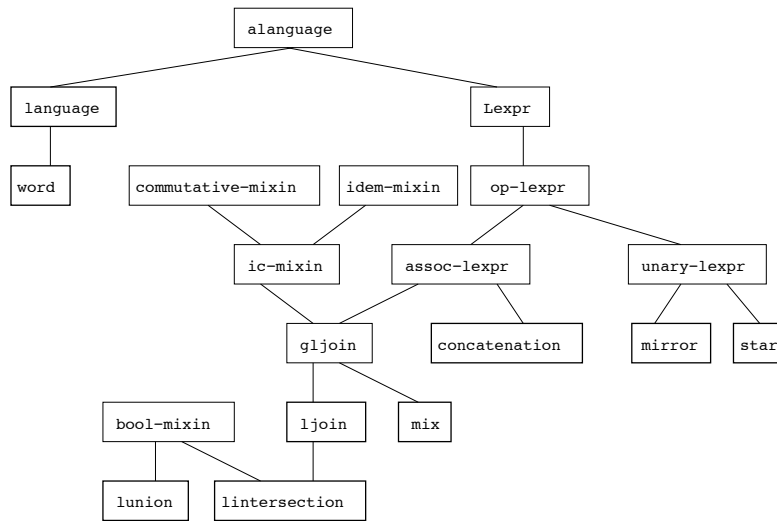 alanguage
language Lexpr
word commutative-mixin idem-mixin op-lexpr
ic-mixin assoc-lexpr unary-lexpr
gljoin concatenation mirror star
bool-mixin ljoin mix
lunion lintersection